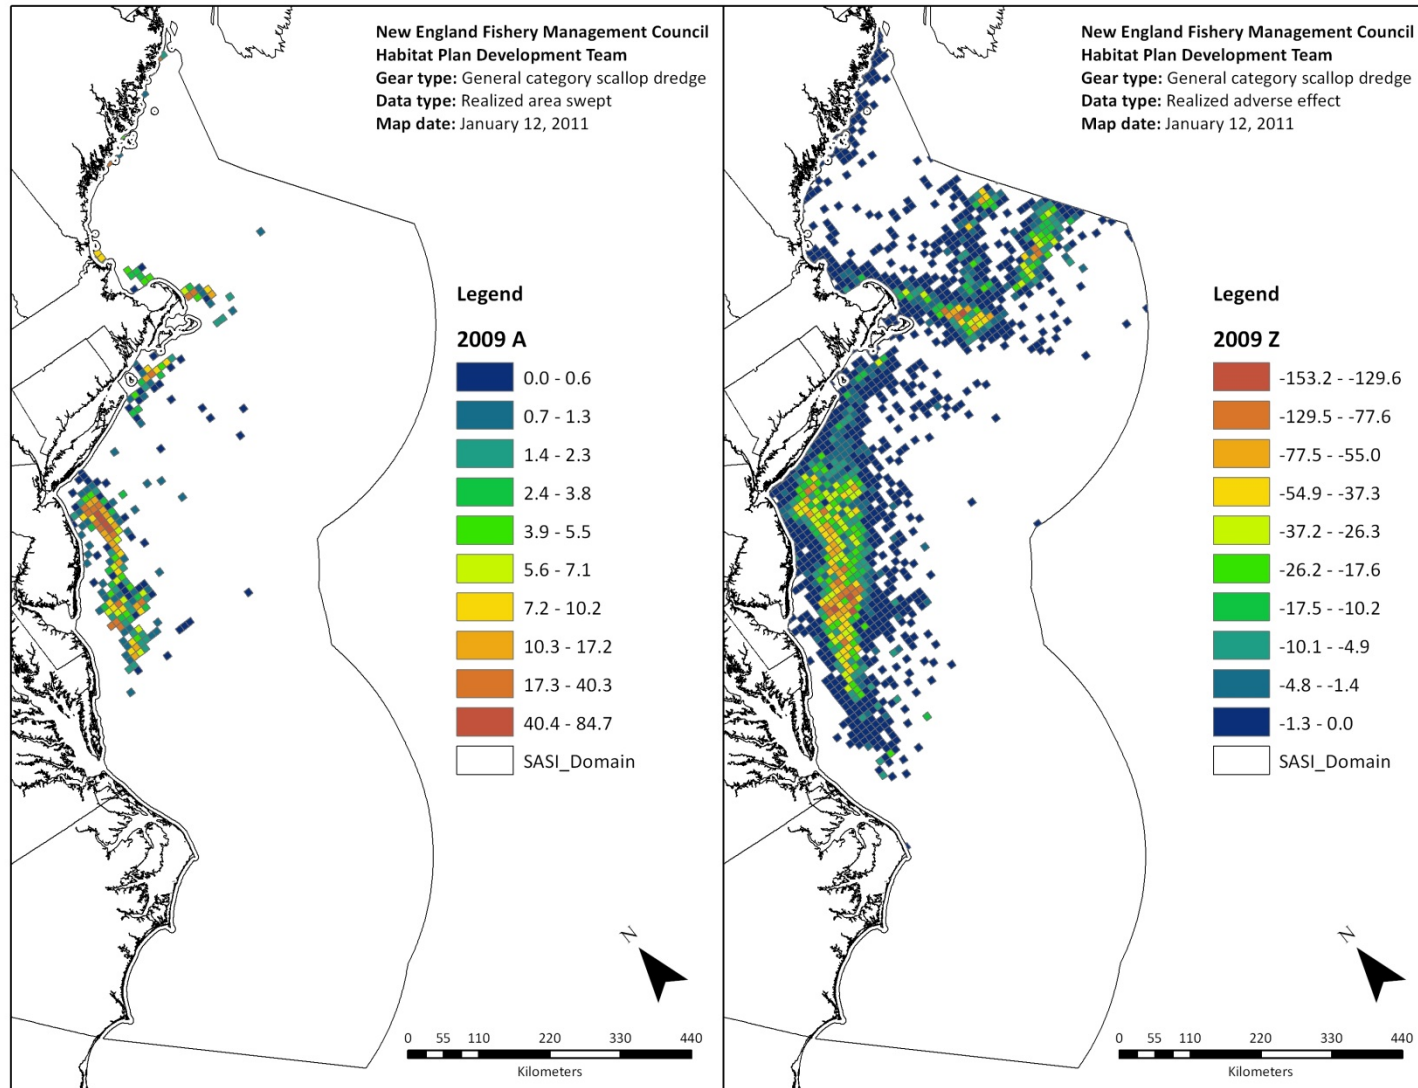 New England Fishery Management Council
Habitat Plan Development Team
Gear type: General category scallop dredge
Data type: Realized area swept
Map date: January 12, 2011
Legend
2009 A
0.0 - 0.6
0.7 - 1.3
1.4 - 2.3
2.4 - 3.8
3.9 - 5.5
5.6 - 7.1
7.2 - 10.2
10.3 - 17.2
17.3 - 40.3
40.4 - 84.7
SASI_Domain
N
0 55 110 220 330 440
Kilometers
New England Fishery Management Council
Habitat Plan Development Team
Gear type: General category scallop dredge
Data type: Realized adverse effect
Map date: January 12, 2011
Legend
2009 Z
-153.2 - -129.6
-129.5 - -77.6
-77.5 - -55.0
-54.9 - -37.3
-37.2 - -26.3
-26.2 - -17.6
-17.5 - -10.2
-10.1 - -4.9
-4.8 - -1.4
-1.3 - 0.0
SASI_Domain
N
0 55 110 220 330 440
Kilometers